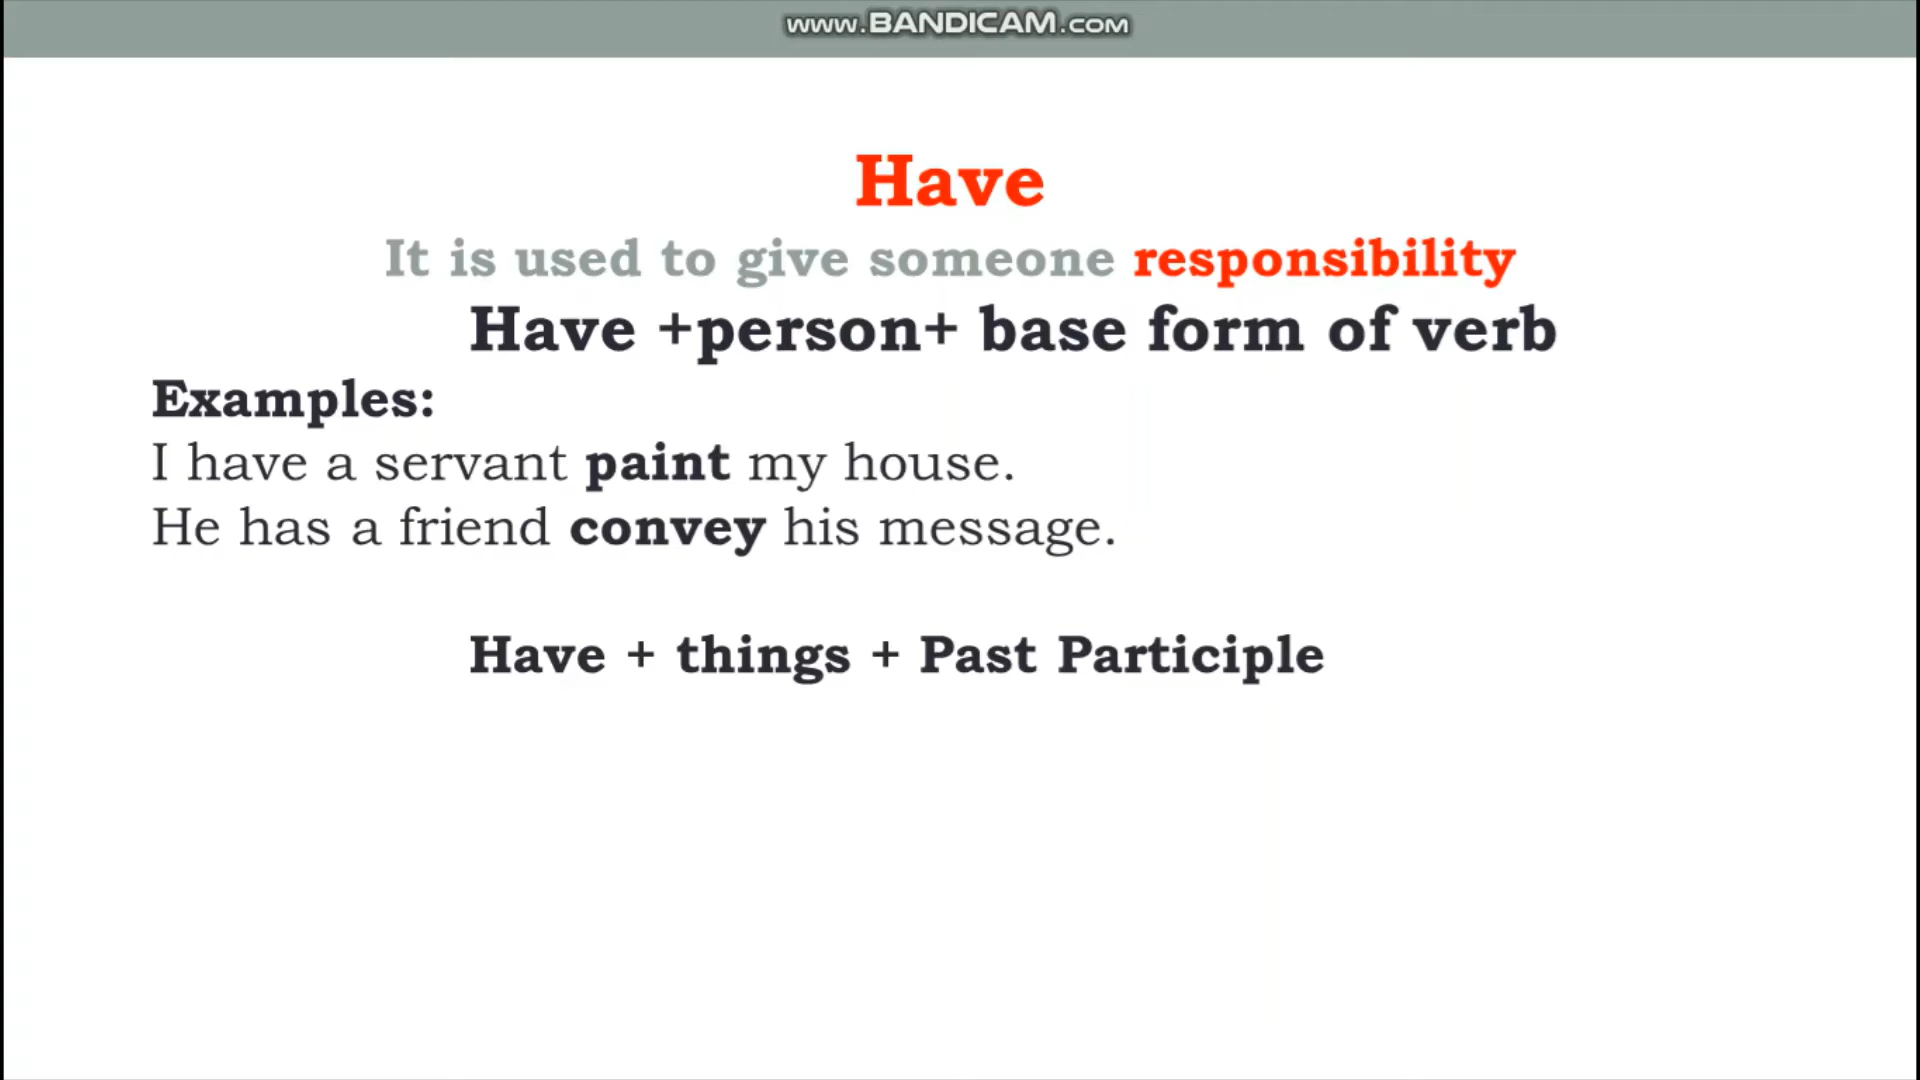 www.BANDICAM.com
Have
It is used to give someone responsibility
Have +person+ base form of verb
Examples:
I have a servant paint my house.
He has a friend convey his message.
Have + things + Past Participle